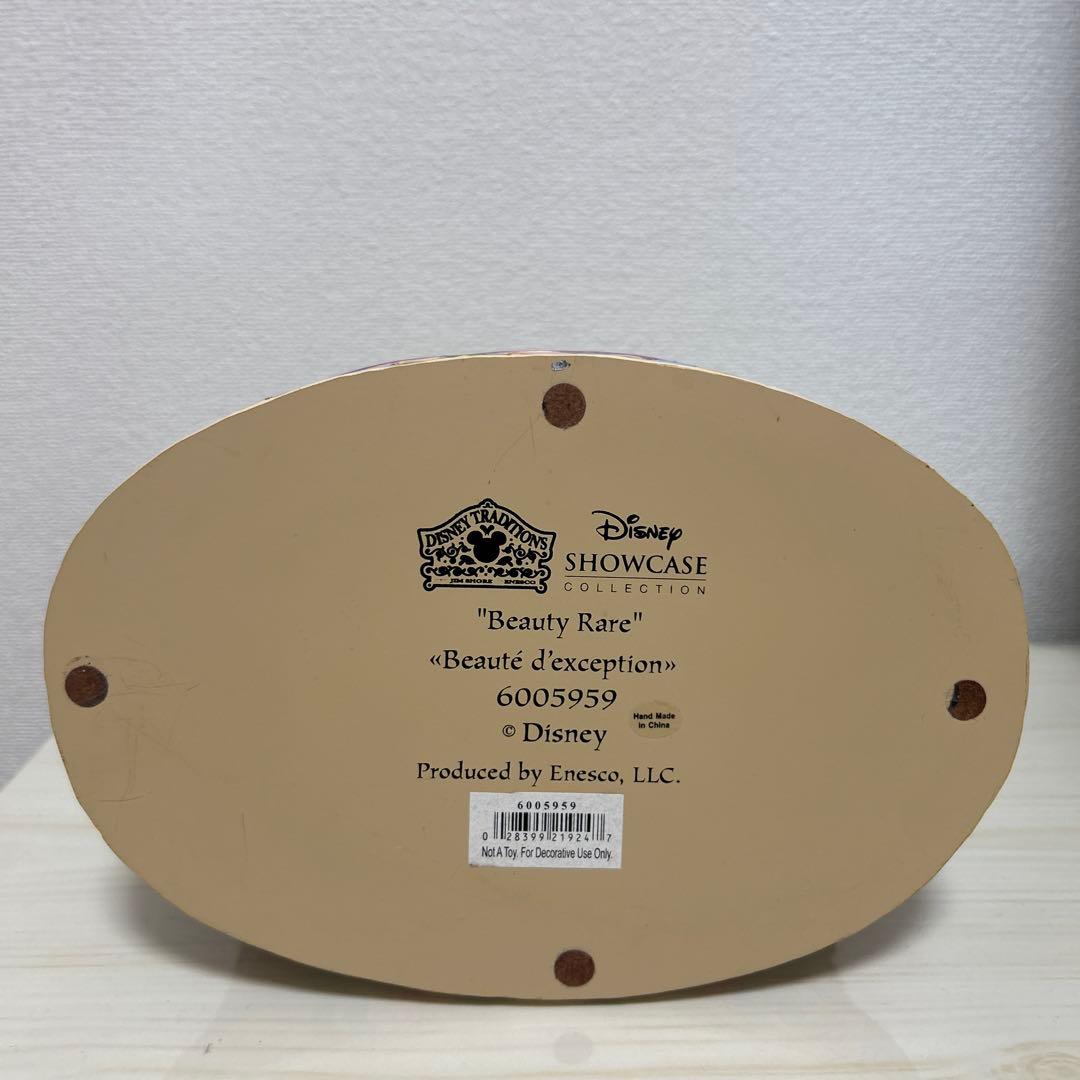 DISNEY TRADITIONS
JIM SHORE ENESCO
Disney
SHOWCASE
COLLECTION
"Beauty Rare"
«Beauté d'exception»
6005959
Hand Made
in China
© Disney
Produced by Enesco, LLC.
6005959
0 28399 21924 7
Not A Toy. For Decorative Use Only.